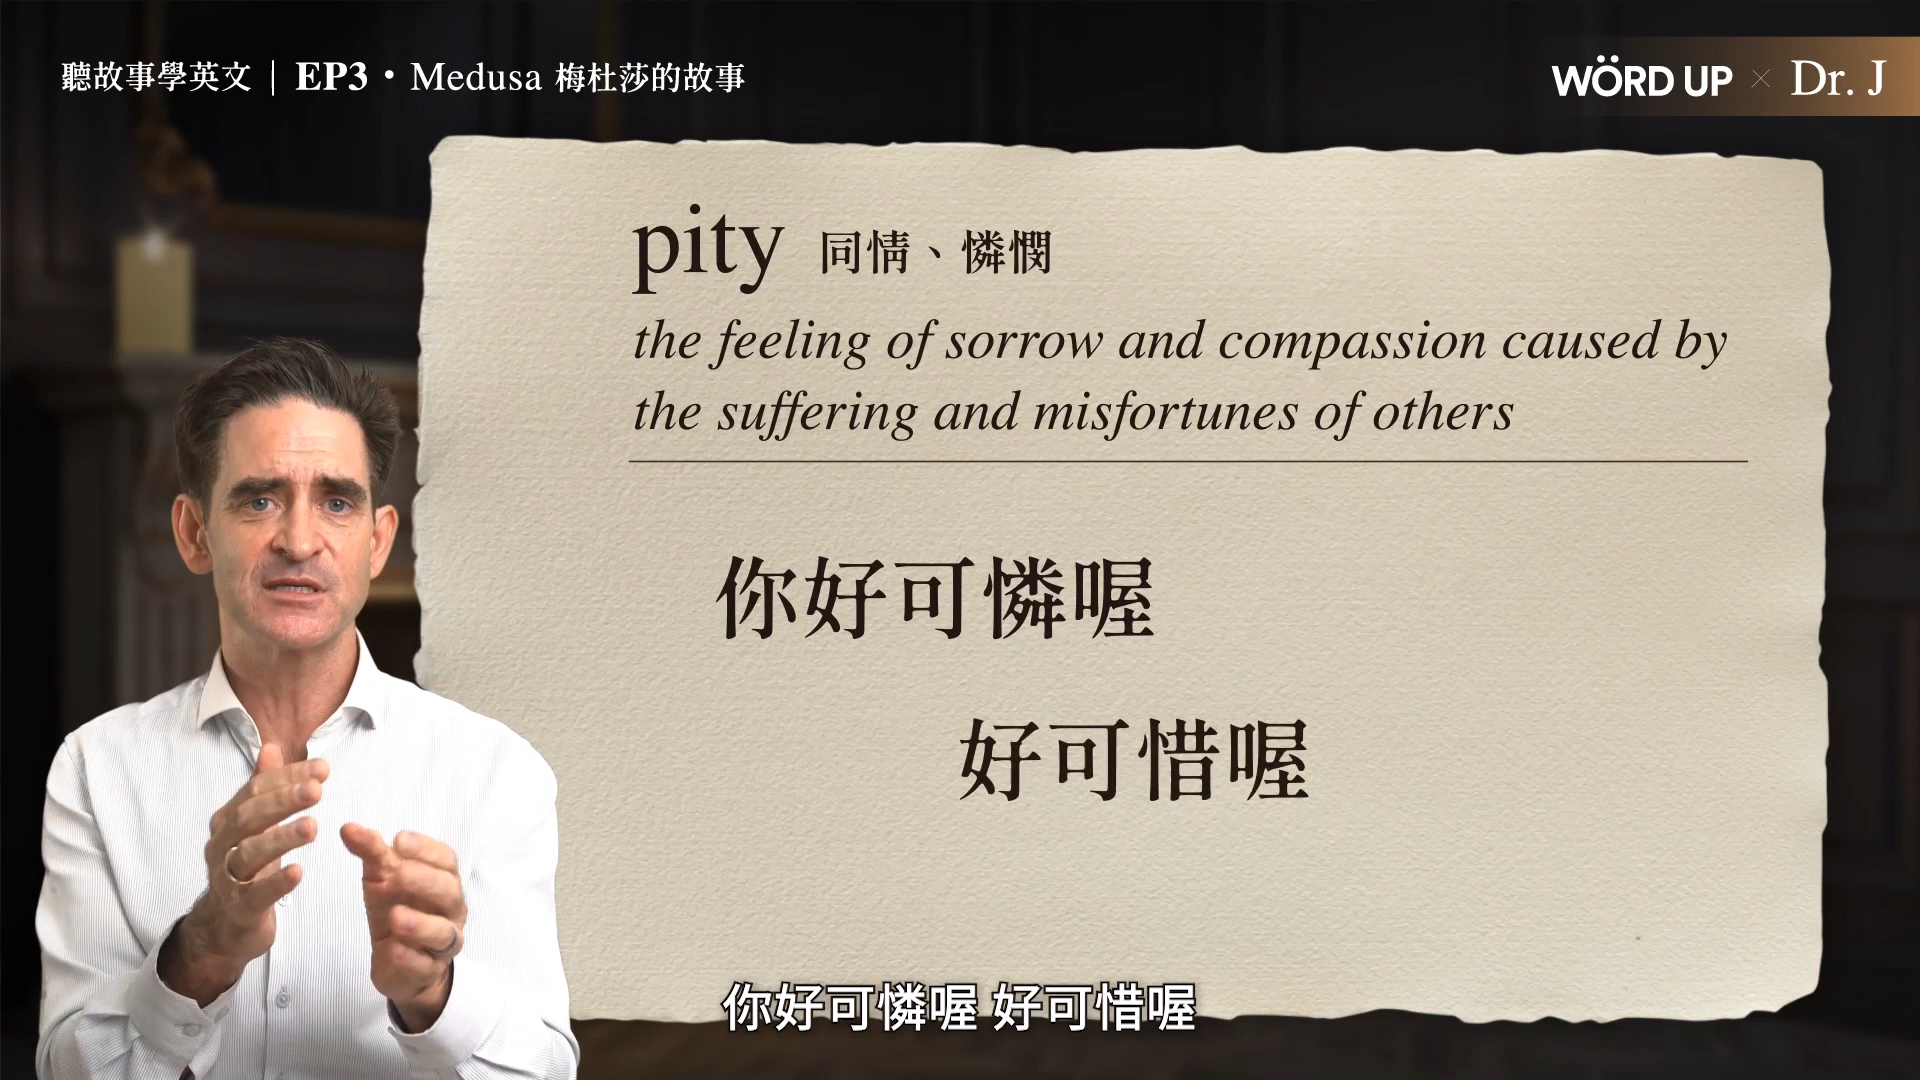 聽故事學英文｜EP3・Medusa 梅杜莎的故事
WÖRD UP × Dr. J
pity 同情、憐憫
the feeling of sorrow and compassion caused by
the suffering and misfortunes of others
你好可憐喔
好可惜喔
你好可憐喔 好可惜喔